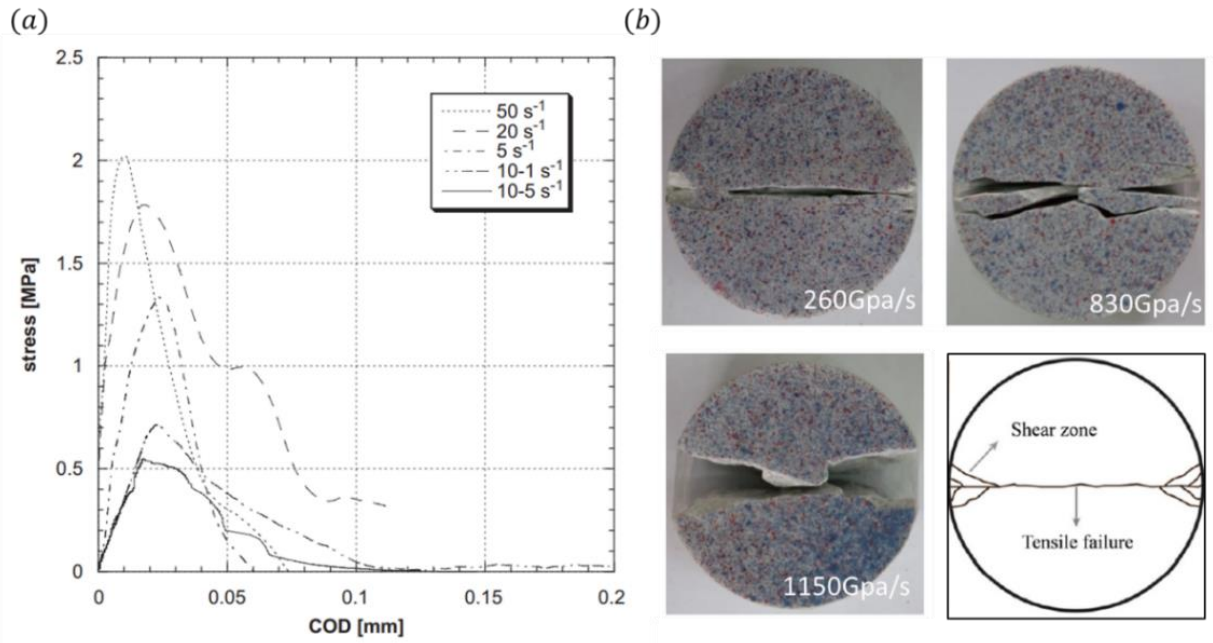 (a)
2.5
2
1.5
1
0.5
0
0
0.05
0.1
0.15
0.2
stress [MPa]
COD [mm]
50 s⁻¹
20 s⁻¹
5 s⁻¹
10-1 s⁻¹
10-5 s⁻¹
(b)
260Gpa/s
830Gpa/s
1150Gpa/s
Shear zone
Tensile failure